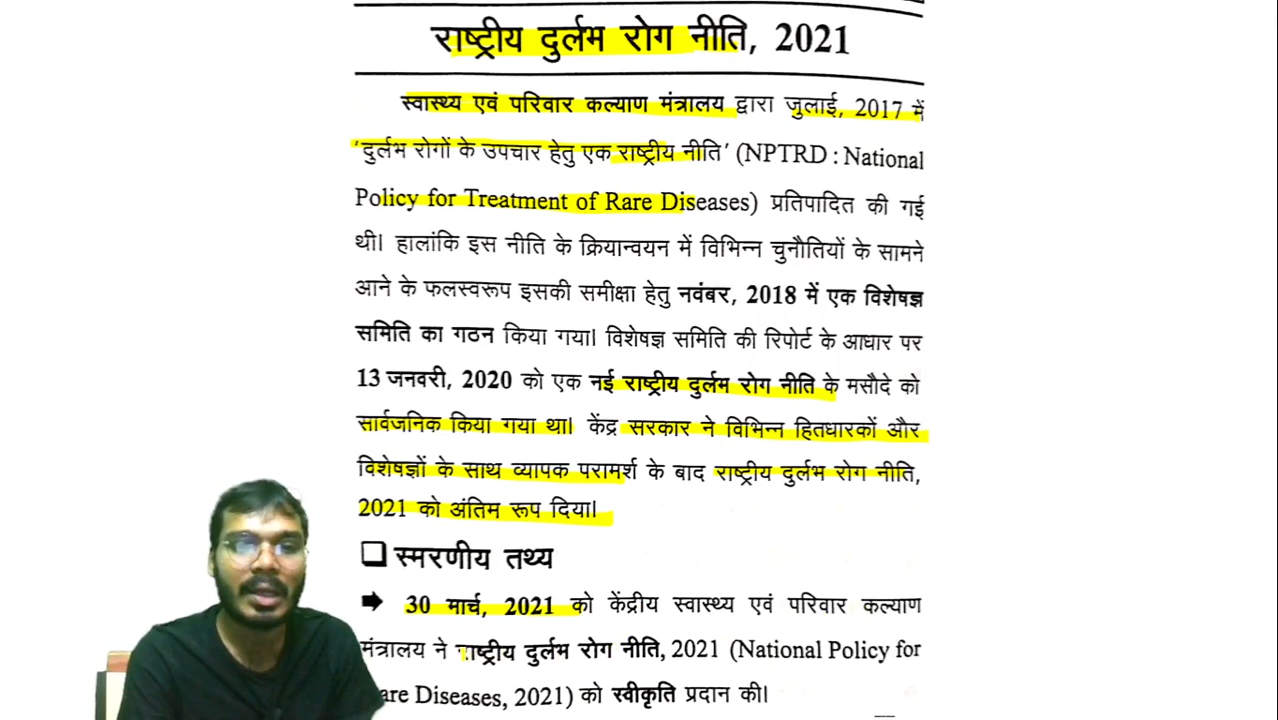 राष्ट्रीय दुर्लभ रोग नीति, 2021
स्वास्थ्य एवं परिवार कल्याण मंत्रालय द्वारा जुलाई, 2017 में
'दुर्लभ रोगों के उपचार हेतु एक राष्ट्रीय नीति' (NPTRD : National
Policy for Treatment of Rare Diseases) प्रतिपादित की गई
थी। हालांकि इस नीति के क्रियान्वयन में विभिन्न चुनौतियों के सामने
आने के फलस्वरूप इसकी समीक्षा हेतु नवंबर, 2018 में एक विशेषज्ञ
समिति का गठन किया गया। विशेषज्ञ समिति की रिपोर्ट के आधार पर
13 जनवरी, 2020 को एक नई राष्ट्रीय दुर्लभ रोग नीति के मसौदे को
सार्वजनिक किया गया था। केंद्र सरकार ने विभिन्न हितधारकों और
विशेषज्ञों के साथ व्यापक परामर्श के बाद राष्ट्रीय दुर्लभ रोग नीति,
2021 को अंतिम रूप दिया।
स्मरणीय तथ्य
30 मार्च, 2021 को केंद्रीय स्वास्थ्य एवं परिवार कल्याण
मंत्रालय ने राष्ट्रीय दुर्लभ रोग नीति, 2021 (National Policy for
Diseases, 2021) को स्वीकृति प्रदान की।